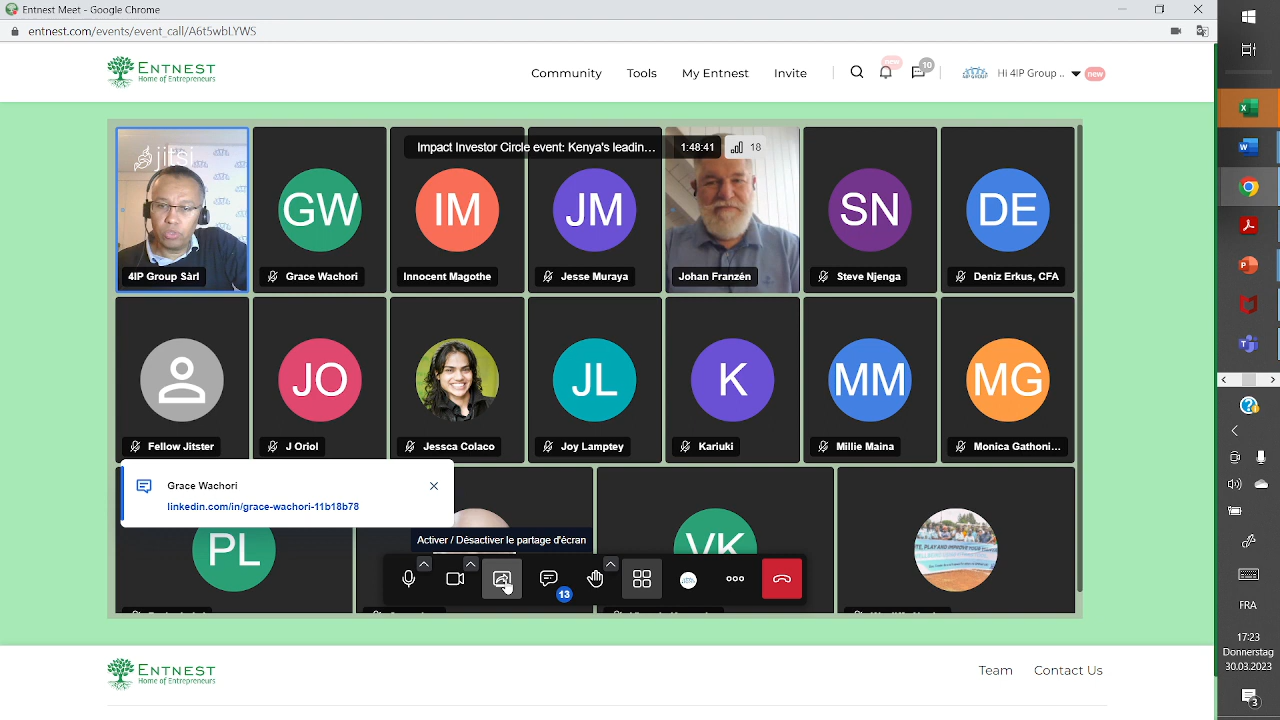 Entnest Meet - Google Chrome
entnest.com/events/event_call/A6t5wbLYWS
ENTNEST
Home of Entrepreneurs
Community Tools My Entnest Invite
new
10
Hi 4IP Group ..
new
jitsi
Impact Investor Circle event: Kenya's leadin...
1:48:41
18
GW
IM
JM
SN
DE
4IP Group Sàrl
Grace Wachori
Innocent Magothe
Jesse Muraya
Johan Franzén
Steve Njenga
Deniz Erkus, CFA
JO
JL
K
MM
MG
Fellow Jitster
J Oriol
Jessca Colaco
Joy Lamptey
Kariuki
Millie Maina
Monica Gathoni...
Grace Wachori
linkedin.com/in/grace-wachori-11b18b78
PL
VK
Activer / Désactiver le partage d'écran
13
ENTNEST
Home of Entrepreneurs
Team Contact Us
FRA
17:23
Donnerstag
30.03.2023
3